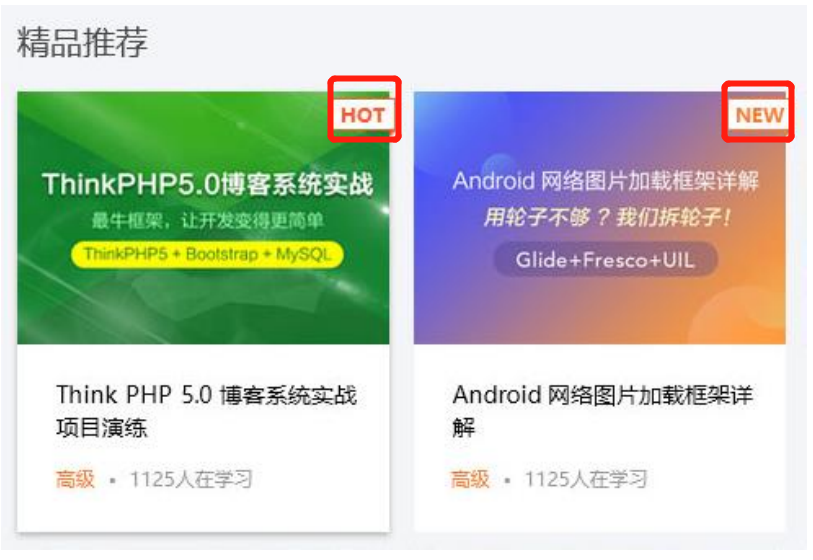 精品推荐
HOT
ThinkPHP5.0博客系统实战
最牛框架，让开发变得更简单
ThinkPHP5 + Bootstrap + MySQL
NEW
Android 网络图片加载框架详解
用轮子不够？我们拆轮子！
Glide+Fresco+UIL
Think PHP 5.0 博客系统实战
项目演练
高级 • 1125人在学习
Android 网络图片加载框架详
解
高级 • 1125人在学习